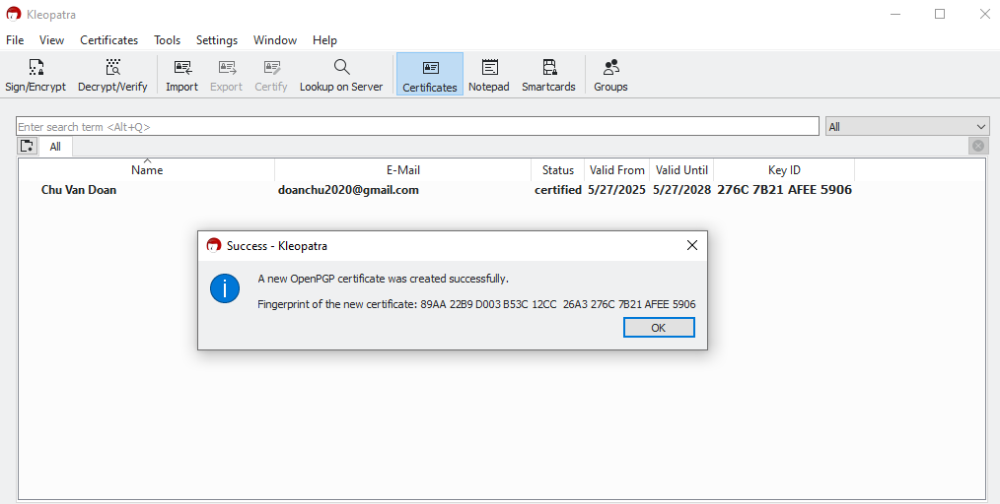 Kleopatra
File View Certificates Tools Settings Window Help
Sign/Encrypt Decrypt/Verify Import Export Certify Lookup on Server Certificates Notepad Smartcards Groups
Enter search term <Alt+Q> All
All
Name E-Mail Status Valid From Valid Until Key ID
Chu Van Doan doanchu2020@gmail.com certified 5/27/2025 5/27/2028 276C 7B21 AFEE 5906
Success - Kleopatra
A new OpenPGP certificate was created successfully.
Fingerprint of the new certificate: 89AA 22B9 D003 B53C 12CC  26A3 276C 7B21 AFEE 5906
OK